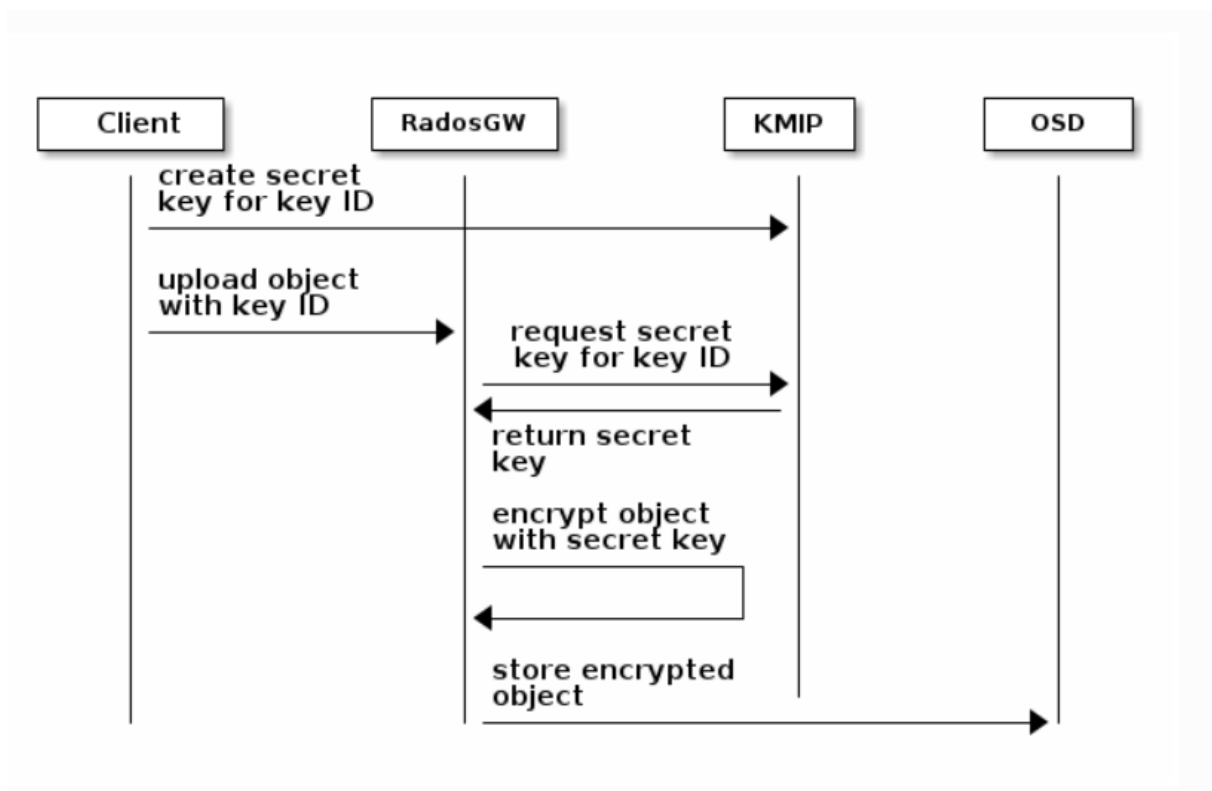 Client
RadosGW
KMIP
OSD
create secret
key for key ID
upload object
with key ID
request secret
key for key ID
return secret
key
encrypt object
with secret key
store encrypted
object